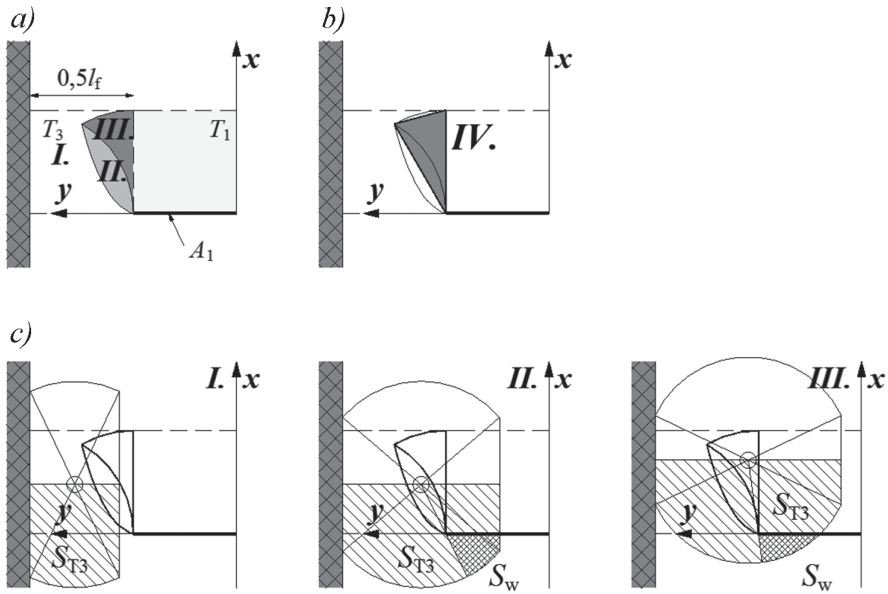 a)
b)
x
x
0,5lf
T3
T1
III.
I.
II.
IV.
y
y
A1
c)
I.
x
II.
x
III.
x
y
y
y
ST3
ST3
ST3
Sw
Sw